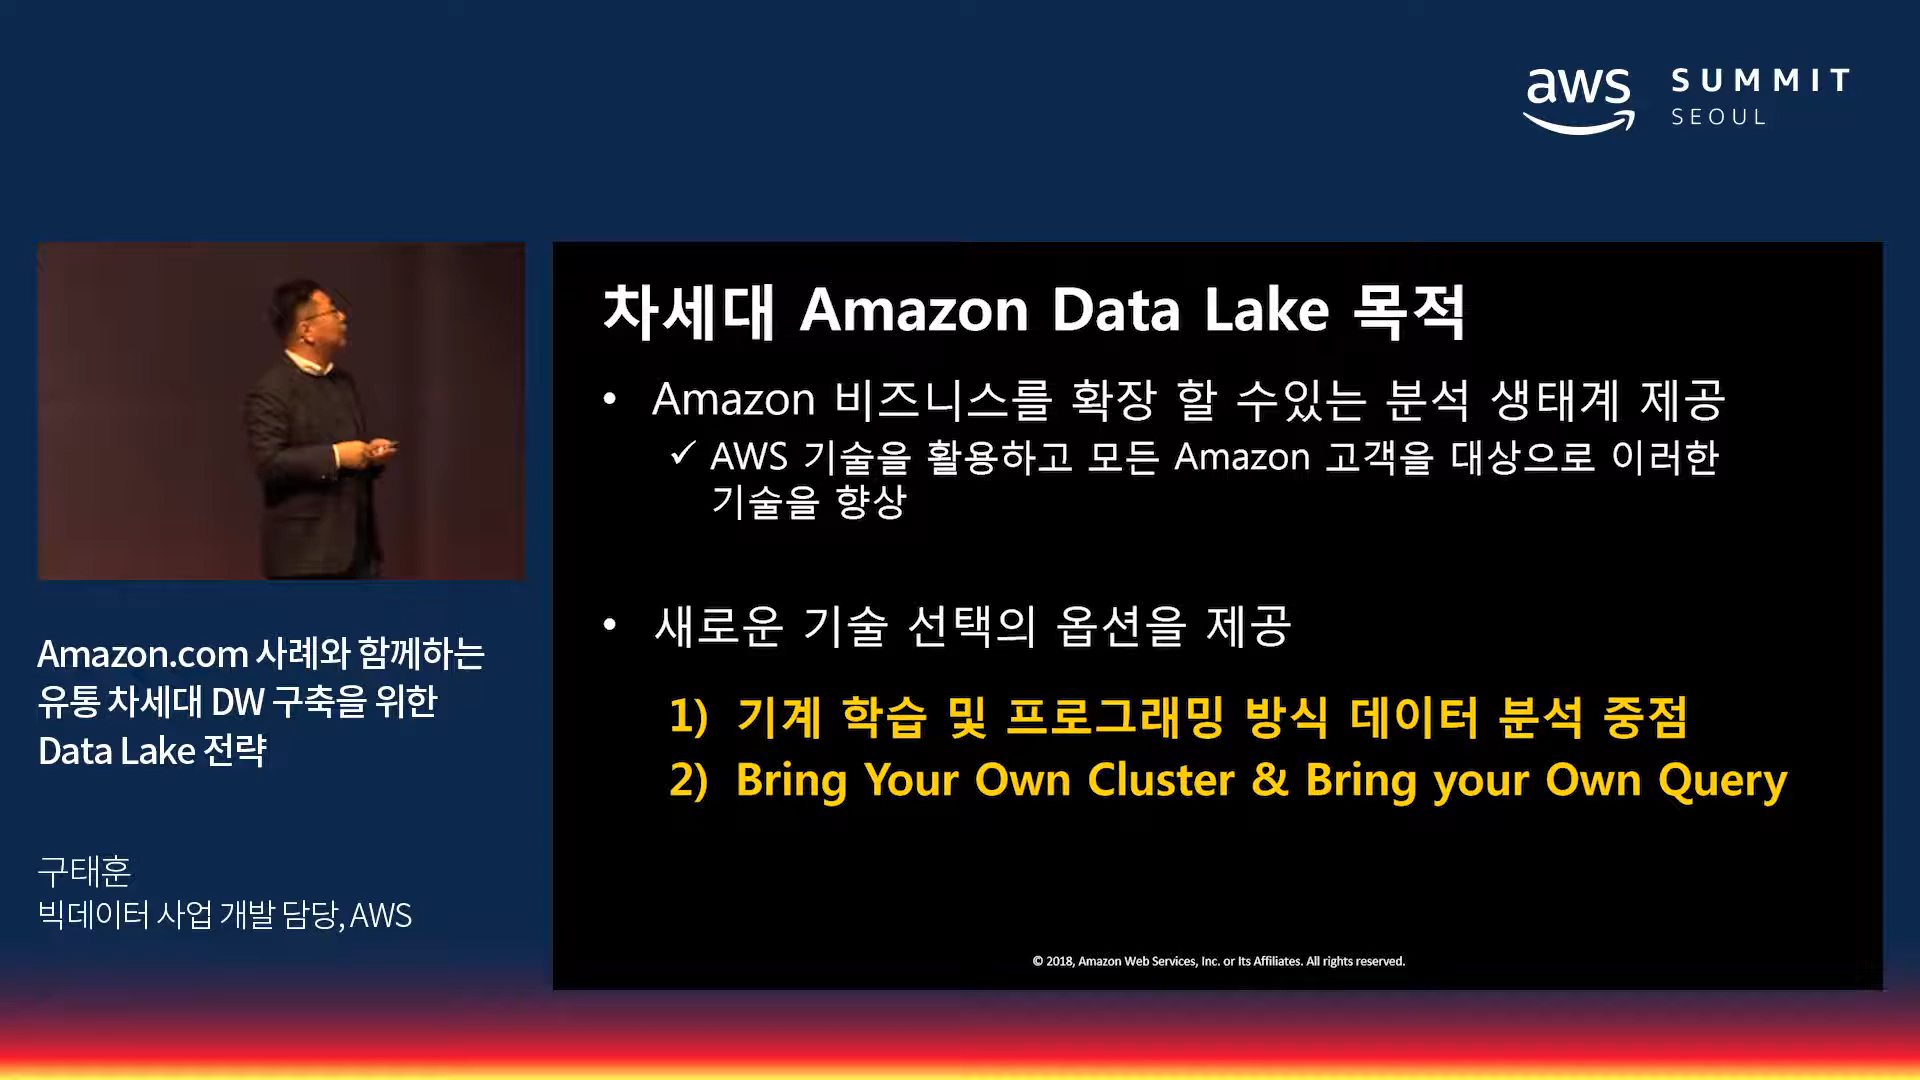 aws
SUMMIT
SEOUL
차세대 Amazon Data Lake 목적
• Amazon 비즈니스를 확장 할 수있는 분석 생태계 제공
✓ AWS 기술을 활용하고 모든 Amazon 고객을 대상으로 이러한
기술을 향상
• 새로운 기술 선택의 옵션을 제공
1) 기계 학습 및 프로그래밍 방식 데이터 분석 중점
2) Bring Your Own Cluster & Bring your Own Query
© 2018, Amazon Web Services, Inc. or Its Affiliates. All rights reserved.
Amazon.com 사례와 함께하는
유통 차세대 DW 구축을 위한
Data Lake 전략
구태훈
빅데이터 사업 개발 담당, AWS